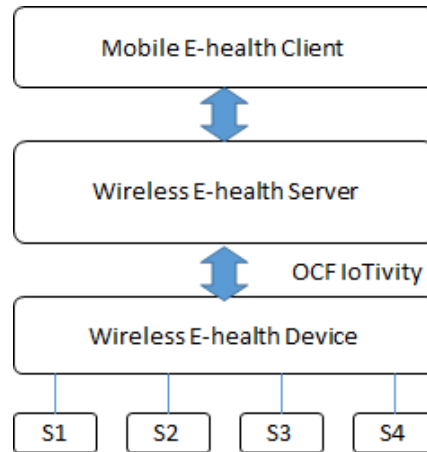 Mobile E-health Client
Wireless E-health Server
OCF IoTivity
Wireless E-health Device
S1 S2 S3 S4